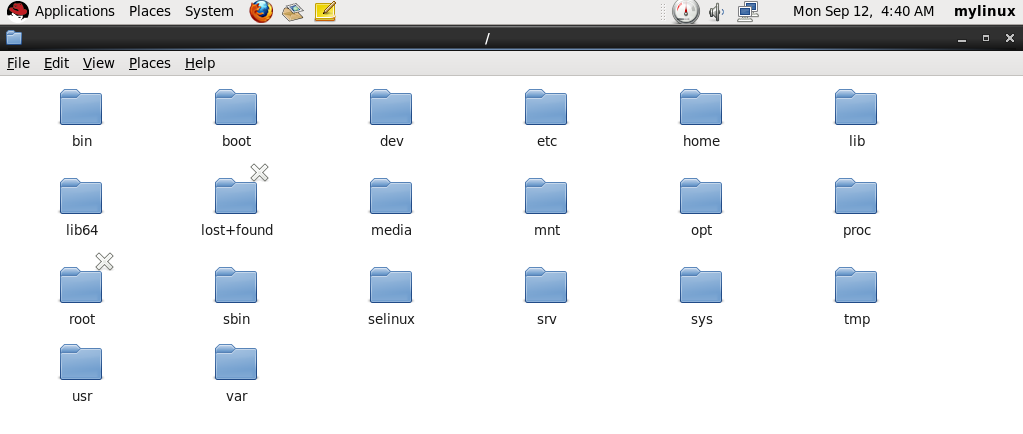 Applications Places System Mon Sep 12, 4:40 AM mylinux
/
File Edit View Places Help
bin boot dev etc home lib
lib64 lost+found media mnt opt proc
root sbin selinux srv sys tmp
usr var